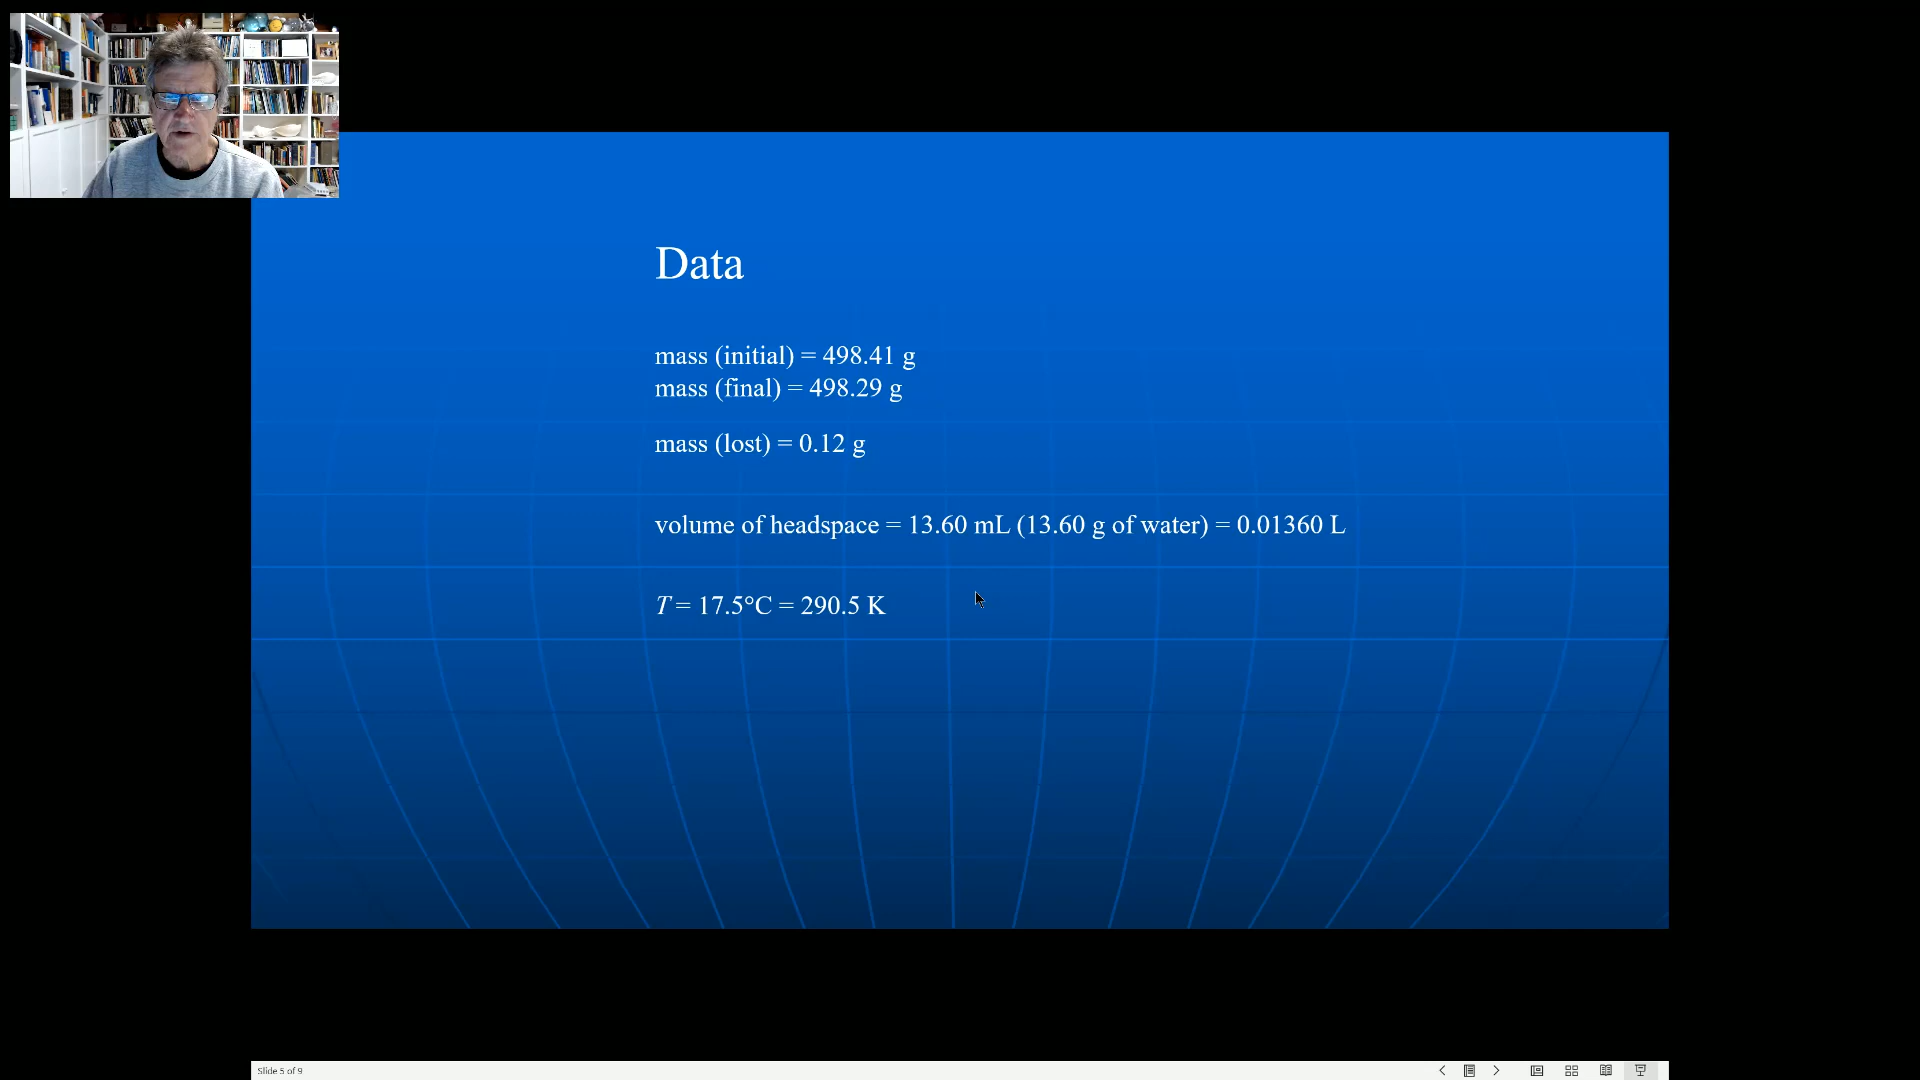 Data
mass (initial) = 498.41 g
mass (final) = 498.29 g
mass (lost) = 0.12 g
volume of headspace = 13.60 mL (13.60 g of water) = 0.01360 L
T = 17.5°C = 290.5 K
Slide 5 of 9